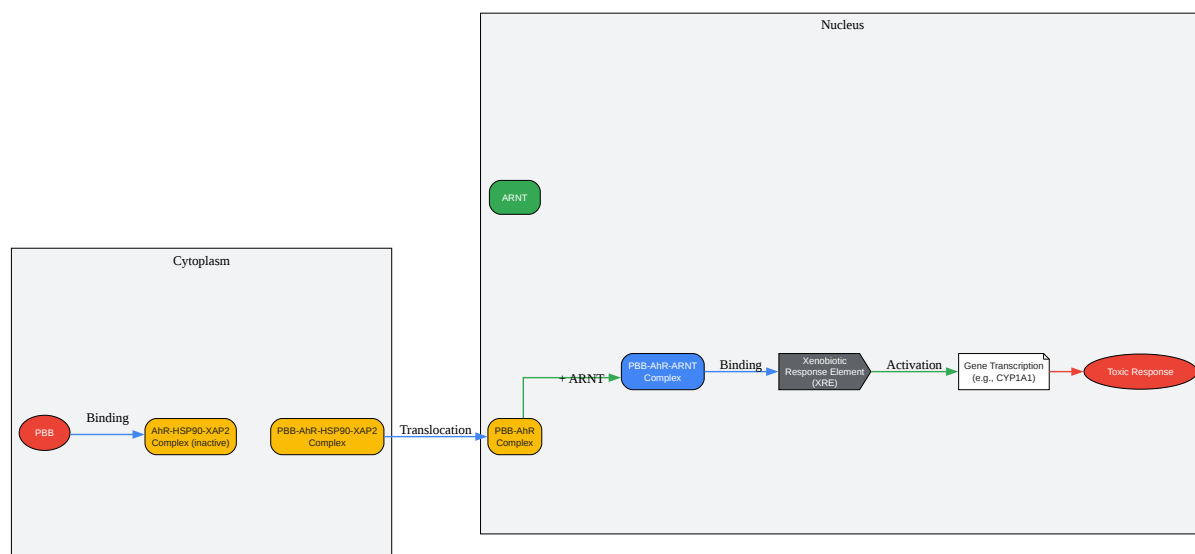 Nucleus
ARNT
Cytoplasm
PBB
Binding
AhR-HSP90-XAP2
Complex (inactive)
PBB-AhR-HSP90-XAP2
Complex
Translocation
PBB-AhR
Complex
+ ARNT
PBB-AhR-ARNT
Complex
Binding
Xenobiotic
Response Element
(XRE)
Activation
Gene Transcription
(e.g., CYP1A1)
Toxic Response